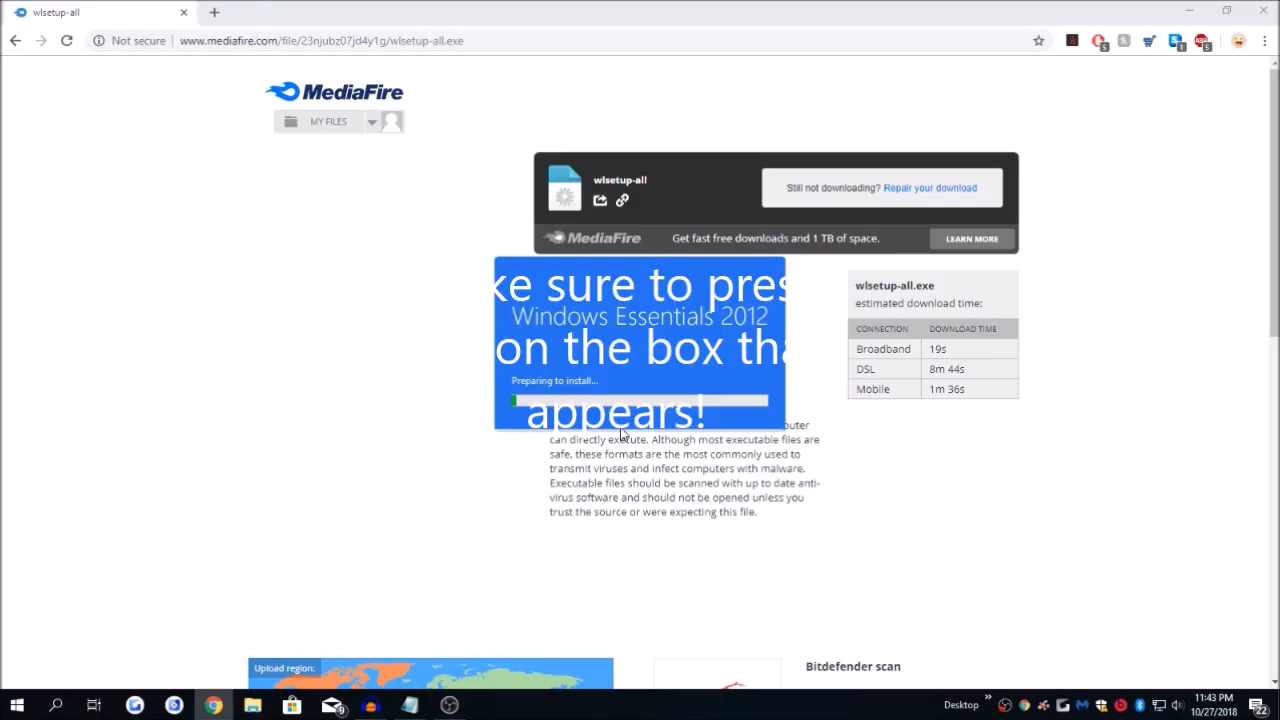 wlsetup-all
Not secure | www.mediafire.com/file/23njubz07jd4y1g/wlsetup-all.exe
5
1
5
MediaFire
MY FILES
wlsetup-all
Still not downloading? Repair your download
MediaFire
Get fast free downloads and 1 TB of space.
LEARN MORE
ke sure to pres
Windows Essentials 2012
on the box tha
Preparing to install...
appears!
wlsetup-all.exe
estimated download time:
CONNECTION DOWNLOAD TIME
Broadband 19s
DSL 8m 44s
Mobile 1m 36s
puter
can directly execute. Although most executable files are
safe, these formats are the most commonly used to
transmit viruses and infect computers with malware.
Executable files should be scanned with up to date anti-
virus software and should not be opened unless you
trust the source or were expecting this file.
Upload region:
Bitdefender scan
Desktop
11:43 PM
10/27/2018
22